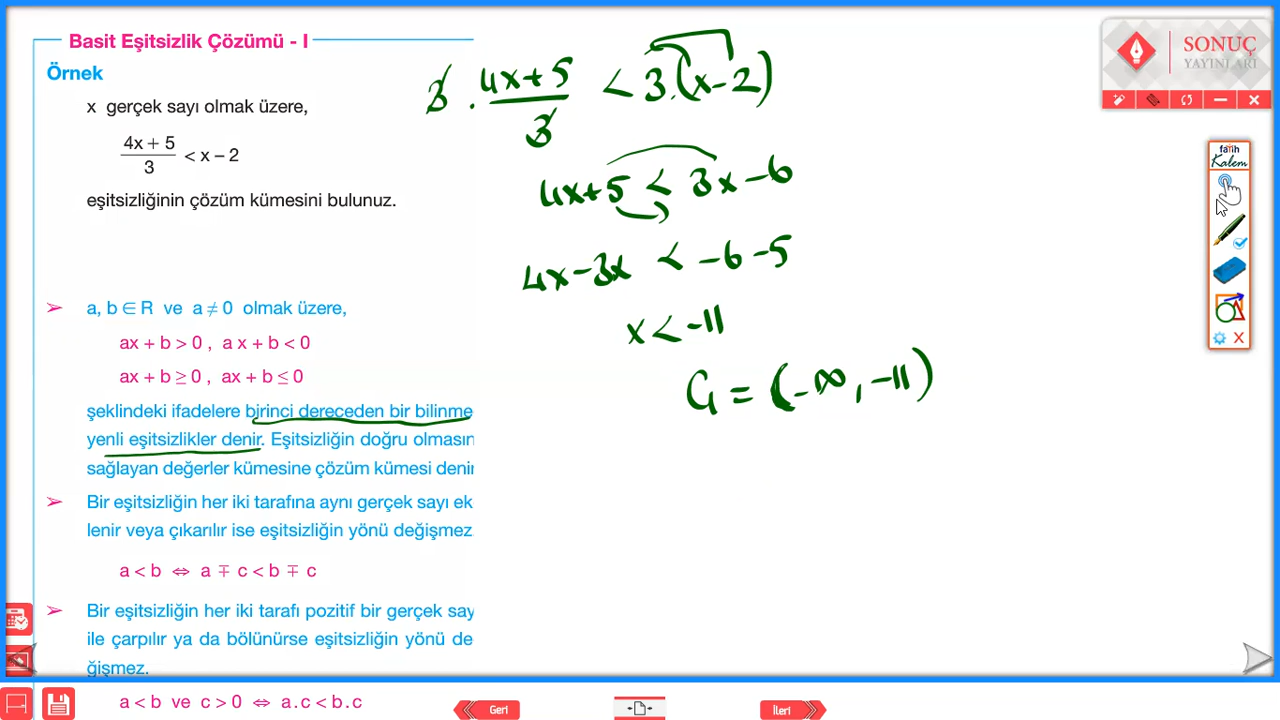 Basit Eşitsizlik Çözümü - I
Örnek
x gerçek sayı olmak üzere,
4x + 5
3
< x – 2
eşitsizliğinin çözüm kümesini bulunuz.
➢ a, b ∈ R ve a ≠ 0 olmak üzere,
ax + b > 0 , a x + b < 0
ax + b ≥ 0 , ax + b ≤ 0
şeklindeki ifadelere birinci dereceden bir bilinme
yenli eşitsizlikler denir. Eşitsizliğin doğru olmasın
sağlayan değerler kümesine çözüm kümesi denir
➢ Bir eşitsizliğin her iki tarafına aynı gerçek sayı ek
lenir veya çıkarılır ise eşitsizliğin yönü değişmez
a < b ⇔ a ∓ c < b ∓ c
➢ Bir eşitsizliğin her iki tarafı pozitif bir gerçek say
ile çarpılır ya da bölünürse eşitsizliğin yönü de
ğişmez.
a < b ve c > 0 ⇔ a.c < b.c
3 . 4x+5 / 3 < 3.(x-2)
4x+5 < 3x-6
4x-3x < -6-5
x < -11
Ç = (-∞, -11)
SONUÇ
YAYINLARI
fatih
Kalem
Geri
İleri